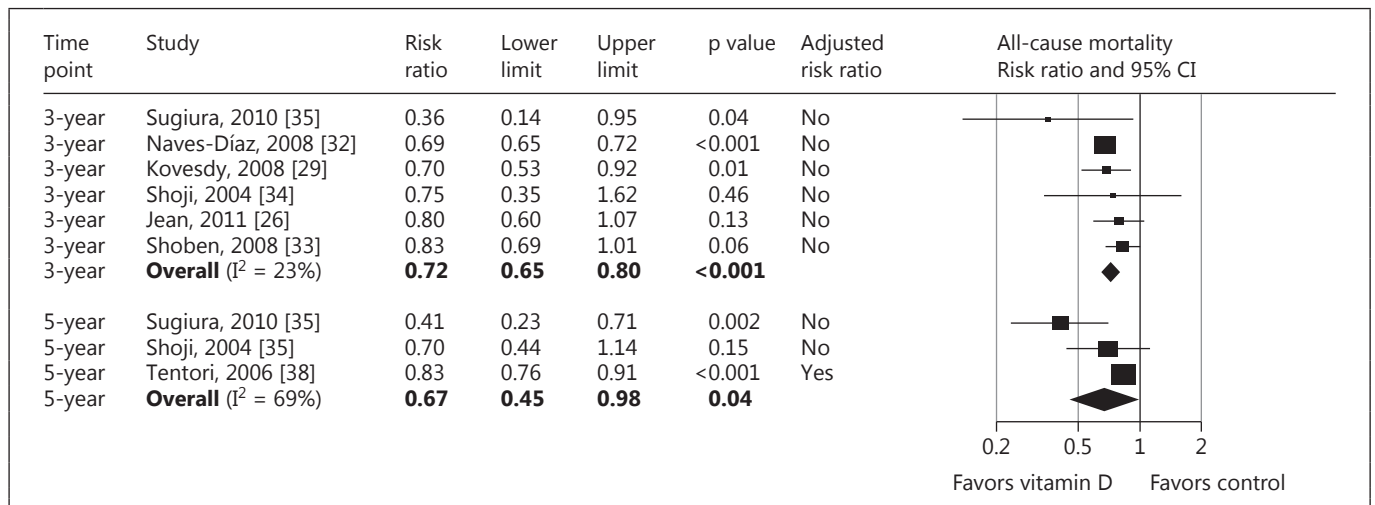 Time point Study Risk ratio Lower limit Upper limit p value Adjusted risk ratio All-cause mortality Risk ratio and 95% CI
3-year Sugiura, 2010 [35] 0.36 0.14 0.95 0.04 No
3-year Naves-Díaz, 2008 [32] 0.69 0.65 0.72 <0.001 No
3-year Kovesdy, 2008 [29] 0.70 0.53 0.92 0.01 No
3-year Shoji, 2004 [34] 0.75 0.35 1.62 0.46 No
3-year Jean, 2011 [26] 0.80 0.60 1.07 0.13 No
3-year Shoben, 2008 [33] 0.83 0.69 1.01 0.06 No
3-year Overall (I² = 23%) 0.72 0.65 0.80 <0.001
5-year Sugiura, 2010 [35] 0.41 0.23 0.71 0.002 No
5-year Shoji, 2004 [35] 0.70 0.44 1.14 0.15 No
5-year Tentori, 2006 [38] 0.83 0.76 0.91 <0.001 Yes
5-year Overall (I² = 69%) 0.67 0.45 0.98 0.04
0.2 0.5 1 2
Favors vitamin D Favors control